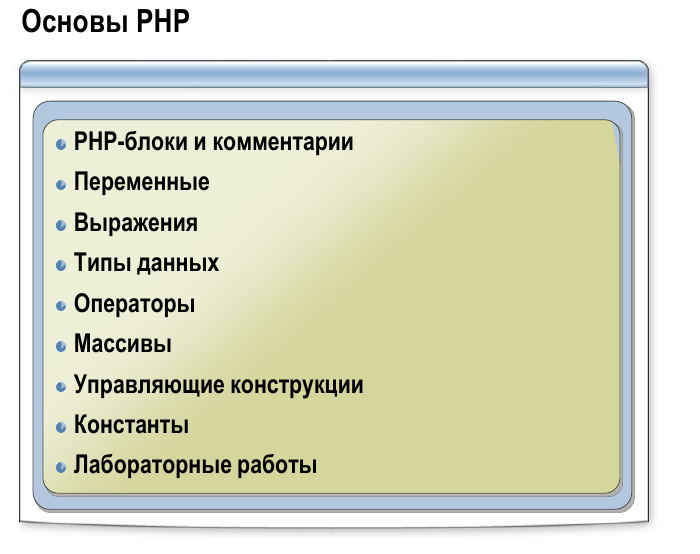 Основы PHP
PHP-блоки и комментарии
Переменные
Выражения
Типы данных
Операторы
Массивы
Управляющие конструкции
Константы
Лабораторные работы